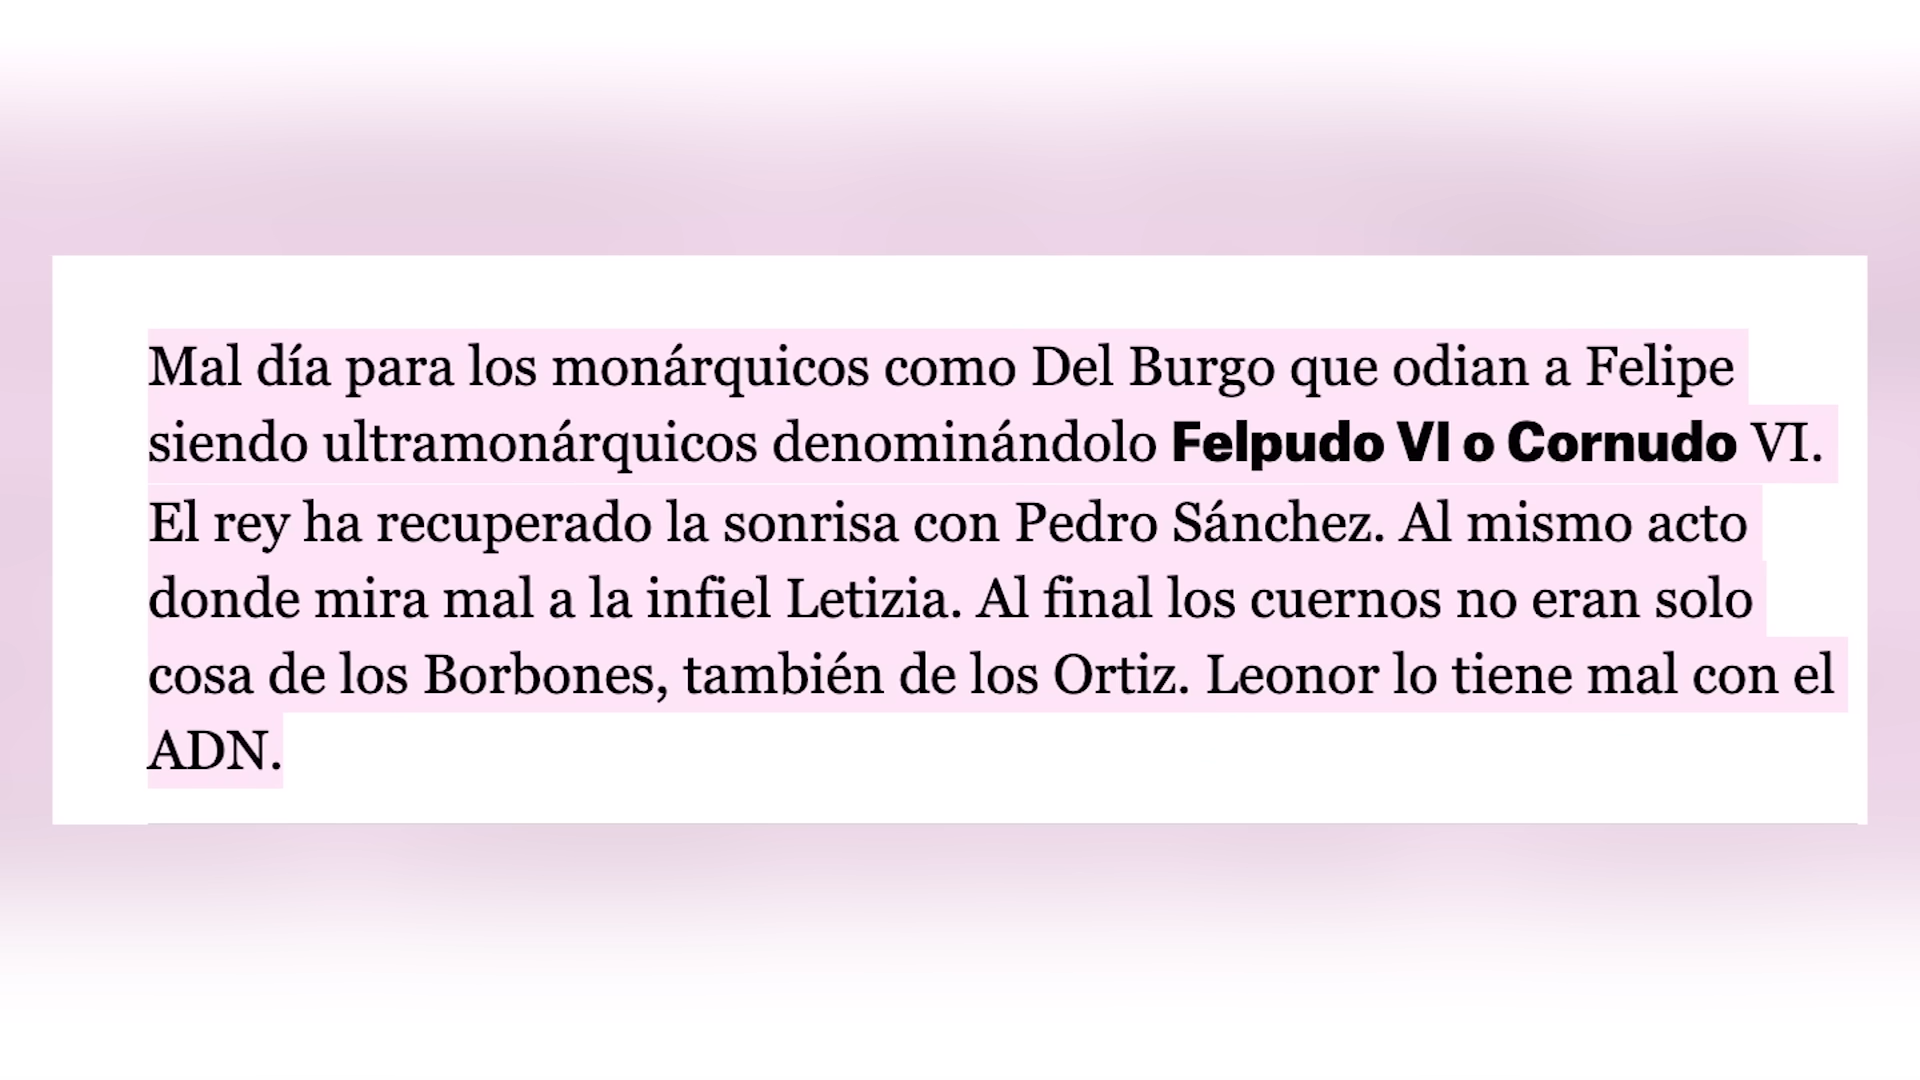 Mal día para los monárquicos como Del Burgo que odian a Felipe
siendo ultramonárquicos denominándolo Felpudo VI o Cornudo VI.
El rey ha recuperado la sonrisa con Pedro Sánchez. Al mismo acto
donde mira mal a la infiel Letizia. Al final los cuernos no eran solo
cosa de los Borbones, también de los Ortiz. Leonor lo tiene mal con el
ADN.